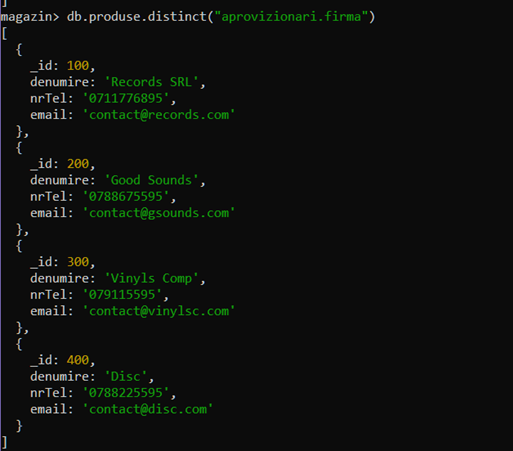 ]
magazin> db.produse.distinct("aprovizionari.firma")
[
  {
    _id: 100,
    denumire: 'Records SRL',
    nrTel: '0711776895',
    email: 'contact@records.com'
  },
  {
    _id: 200,
    denumire: 'Good Sounds',
    nrTel: '0788675595',
    email: 'contact@gsounds.com'
  },
  {
    _id: 300,
    denumire: 'Vinyls Comp',
    nrTel: '079115595',
    email: 'contact@vinylsc.com'
  },
  {
    _id: 400,
    denumire: 'Disc',
    nrTel: '0788225595',
    email: 'contact@disc.com'
  }
]